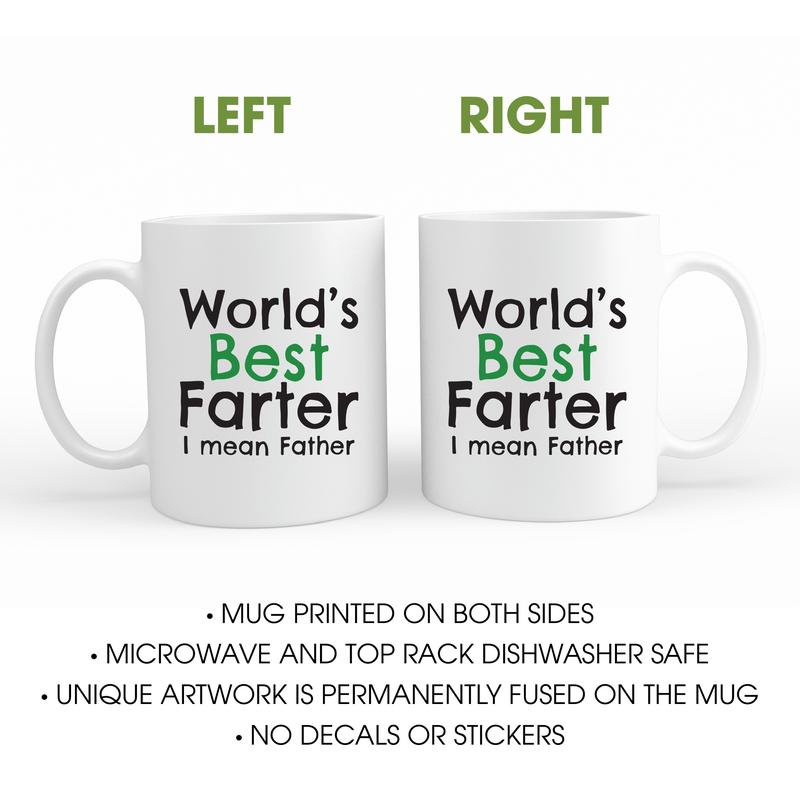 LEFT
RIGHT
World's
Best
Farter
I mean Father
World's
Best
Farter
I mean Father
• MUG PRINTED ON BOTH SIDES
• MICROWAVE AND TOP RACK DISHWASHER SAFE
• UNIQUE ARTWORK IS PERMANENTLY FUSED ON THE MUG
• NO DECALS OR STICKERS